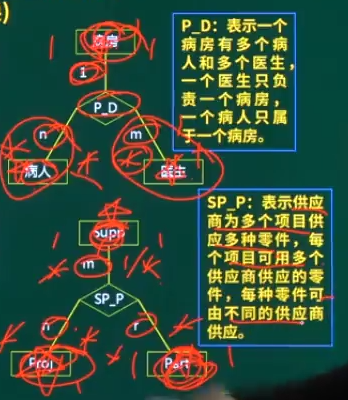 P_D：表示一个
病房有多个病
人和多个医生，
一个医生只负
责一个病房，
一个病人只属
于一个病房。
病房
1
P_D
n
m
病人
医生
SP_P：表示供应
商为多个项目供
应多种零件，每
个项目可用多个
供应商供应的零
件，每种零件可
由不同的供应商
供应。
Supp
m
1/*
SP_P
n
r
Proj
Part